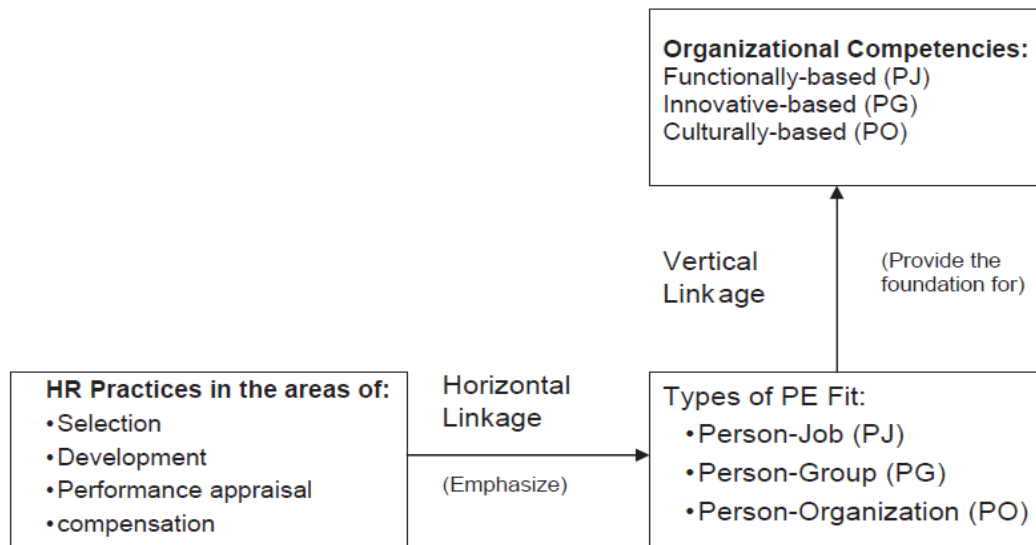 Organizational Competencies:
Functionally-based (PJ)
Innovative-based (PG)
Culturally-based (PO)
Vertical
Linkage
(Provide the
foundation for)
HR Practices in the areas of:
•Selection
•Development
•Performance appraisal
•compensation
Horizontal
Linkage
(Emphasize)
Types of PE Fit:
•Person-Job (PJ)
•Person-Group (PG)
•Person-Organization (PO)